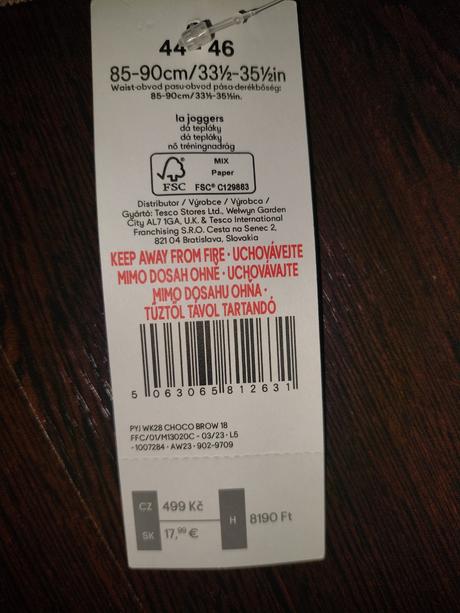 44-46
85-90cm/33½-35½in
Waist·obvod pasu·obvod pása·derékbőség:
85-90cm/33½-35½in.
la joggers
dá tepláky
dá tepláky
nő tréningnadrág
FSC
MIX
Paper
FSC® C129863
Distributor / Výrobce / Výrobca /
Gyártó: Tesco Stores Ltd., Welwyn Garden
City AL7 1GA, U.K. & Tesco International
Franchising S.R.O. Cesta na Senec 2,
821 04 Bratislava, Slovakia
KEEP AWAY FROM FIRE · UCHOVÁVEJTE
MIMO DOSAH OHNĚ · UCHOVÁVAJTE
MIMO DOSAHU OHŇA ·
TŰZTŐL TÁVOL TARTANDÓ
5 063065 812631
PYJ WK28 CHOCO BROW 18
FFC/01/M13020C - 03/23 - L5
-1007284 - AW23 - 902-9709
CZ 499 Kč
SK 17,99 €
H 8190 Ft